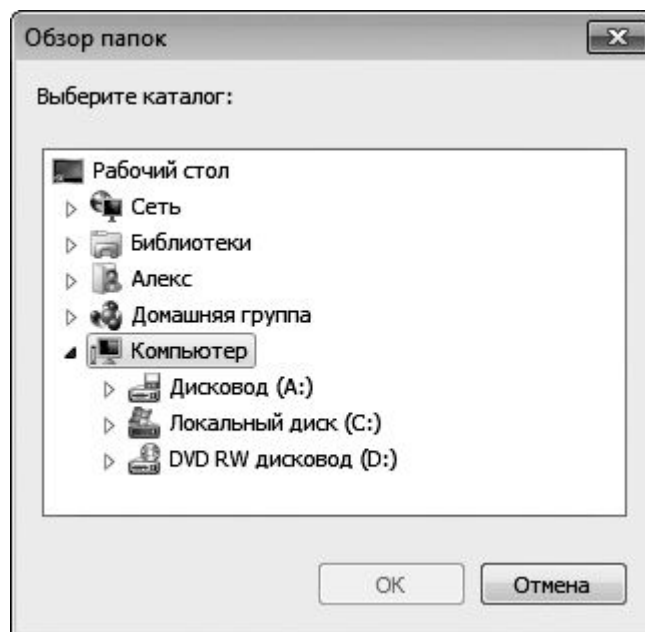 Обзор папок
Выберите каталог:
Рабочий стол
Сеть
Библиотеки
Алекс
Домашняя группа
Компьютер
Дисковод (A:)
Локальный диск (C:)
DVD RW дисковод (D:)
OK
Отмена